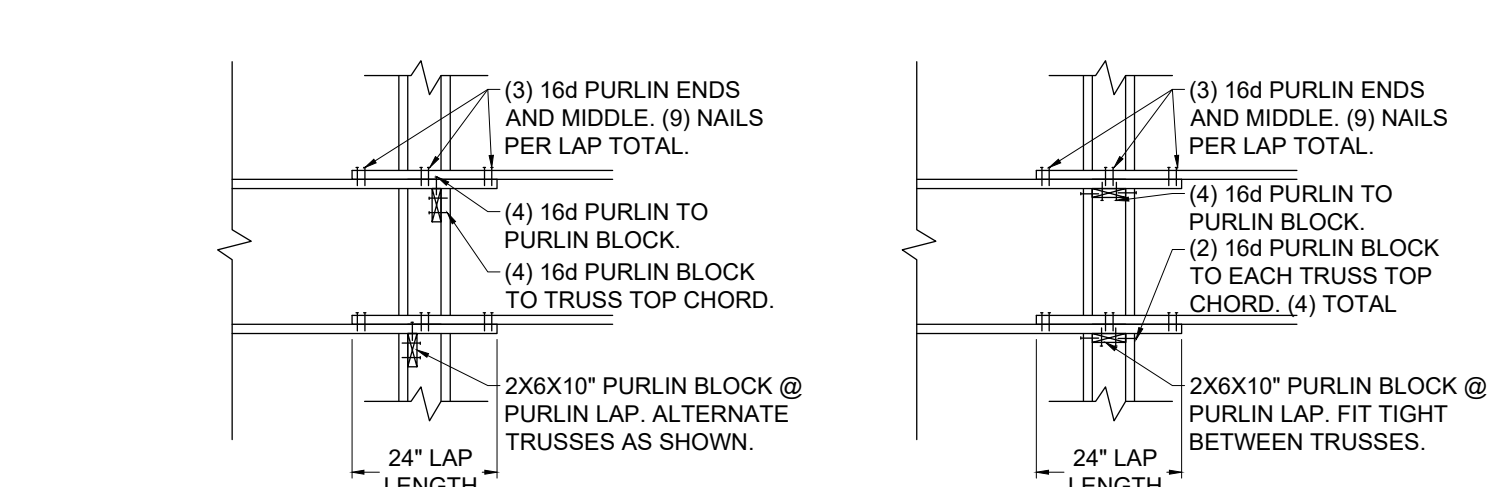 (3) 16d PURLIN ENDS
AND MIDDLE. (9) NAILS
PER LAP TOTAL.
(4) 16d PURLIN TO
PURLIN BLOCK.
(4) 16d PURLIN BLOCK
TO TRUSS TOP CHORD.
2X6X10" PURLIN BLOCK @
PURLIN LAP. ALTERNATE
TRUSSES AS SHOWN.
24" LAP
LENGTH
(3) 16d PURLIN ENDS
AND MIDDLE. (9) NAILS
PER LAP TOTAL.
(4) 16d PURLIN TO
PURLIN BLOCK.
(2) 16d PURLIN BLOCK
TO EACH TRUSS TOP
CHORD. (4) TOTAL
2X6X10" PURLIN BLOCK @
PURLIN LAP. FIT TIGHT
BETWEEN TRUSSES.
24" LAP
LENGTH